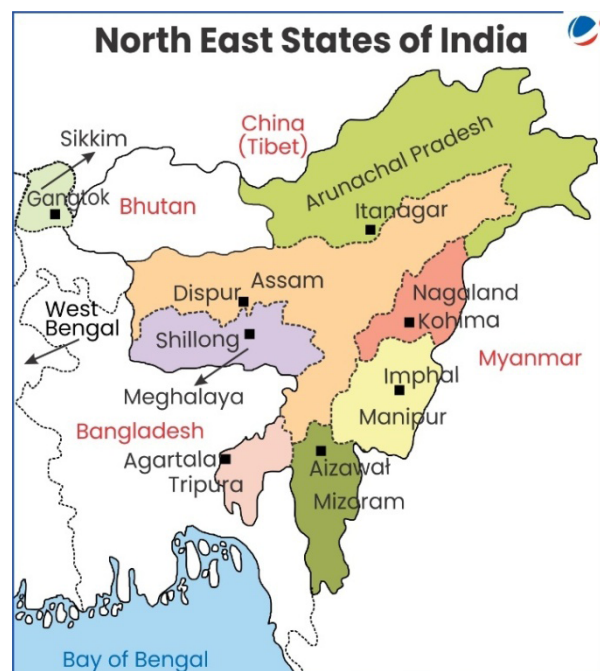 North East States of India
Sikkim
China
(Tibet)
Arunachal Pradesh
Gangtok
Bhutan
Itanagar
Assam
Dispur
Nagaland
West
Bengal
Kohima
Shillong
Myanmar
Imphal
Meghalaya
Manipur
Bangladesh
Agartala
Aizawal
Tripura
Mizoram
Bay of Bengal